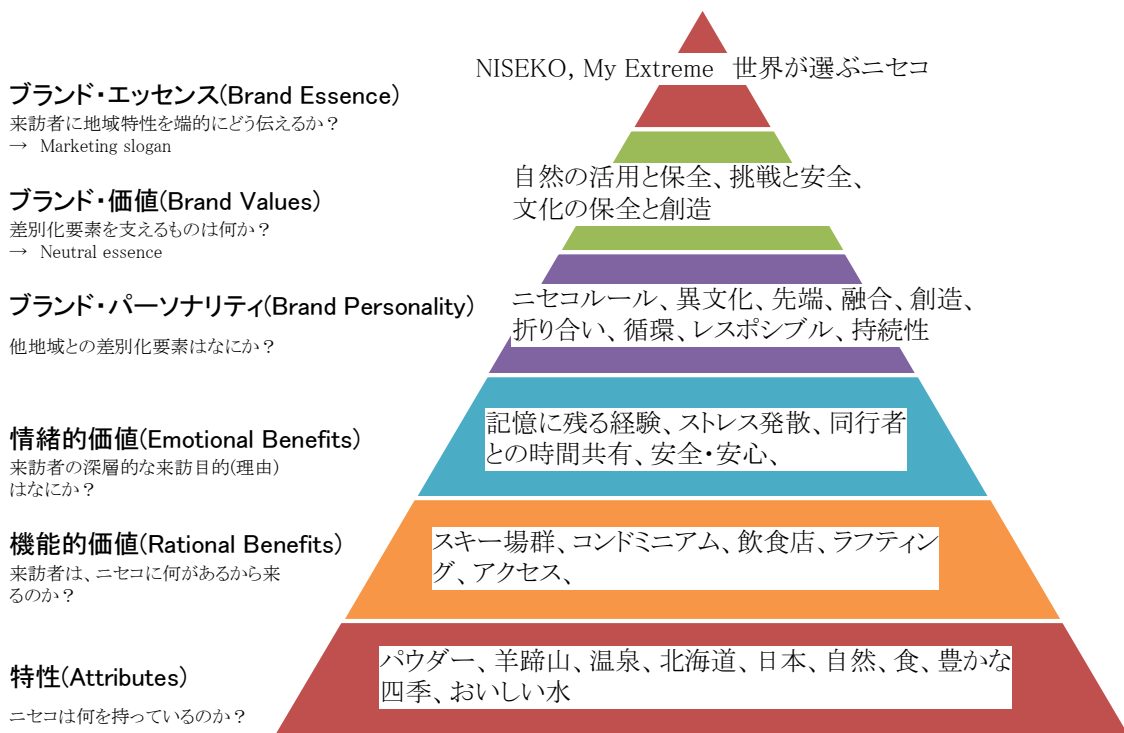 NISEKO, My Extreme 世界が選ぶニセコ
ブランド・エッセンス(Brand Essence)
来訪者に地域特性を端的にどう伝えるか？
→ Marketing slogan
自然の活用と保全、挑戦と安全、
文化の保全と創造
ブランド・価値(Brand Values)
差別化要素を支えるものは何か？
→ Neutral essence
ブランド・パーソナリティ(Brand Personality)
他地域との差別化要素はなにか？
ニセコルール、異文化、先端、融合、創造、
折り合い、循環、レスポシブル、持続性
情緒的価値(Emotional Benefits)
来訪者の深層的な来訪目的(理由)
はなにか？
記憶に残る経験、ストレス発散、同行者
との時間共有、安全・安心、
機能的価値(Rational Benefits)
来訪者は、ニセコに何があるから来
るのか？
スキー場群、コンドミニアム、飲食店、ラフティン
グ、アクセス、
特性(Attributes)
ニセコは何を持っているのか？
パウダー、羊蹄山、温泉、北海道、日本、自然、食、豊かな
四季、おいしい水